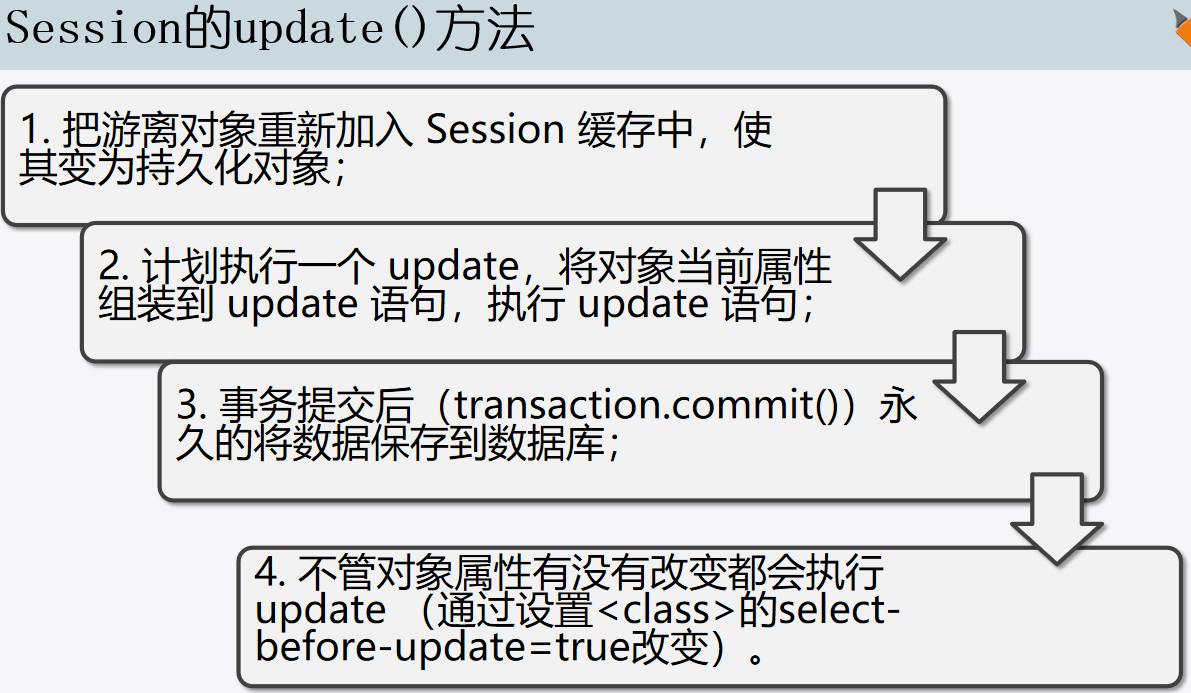 Session的update()方法
1. 把游离对象重新加入 Session 缓存中，使
其变为持久化对象；
2. 计划执行一个 update，将对象当前属性
组装到 update 语句，执行 update 语句；
3. 事务提交后（transaction.commit()）永
久的将数据保存到数据库；
4. 不管对象属性有没有改变都会执行
update （通过设置<class>的select-
before-update=true改变）。